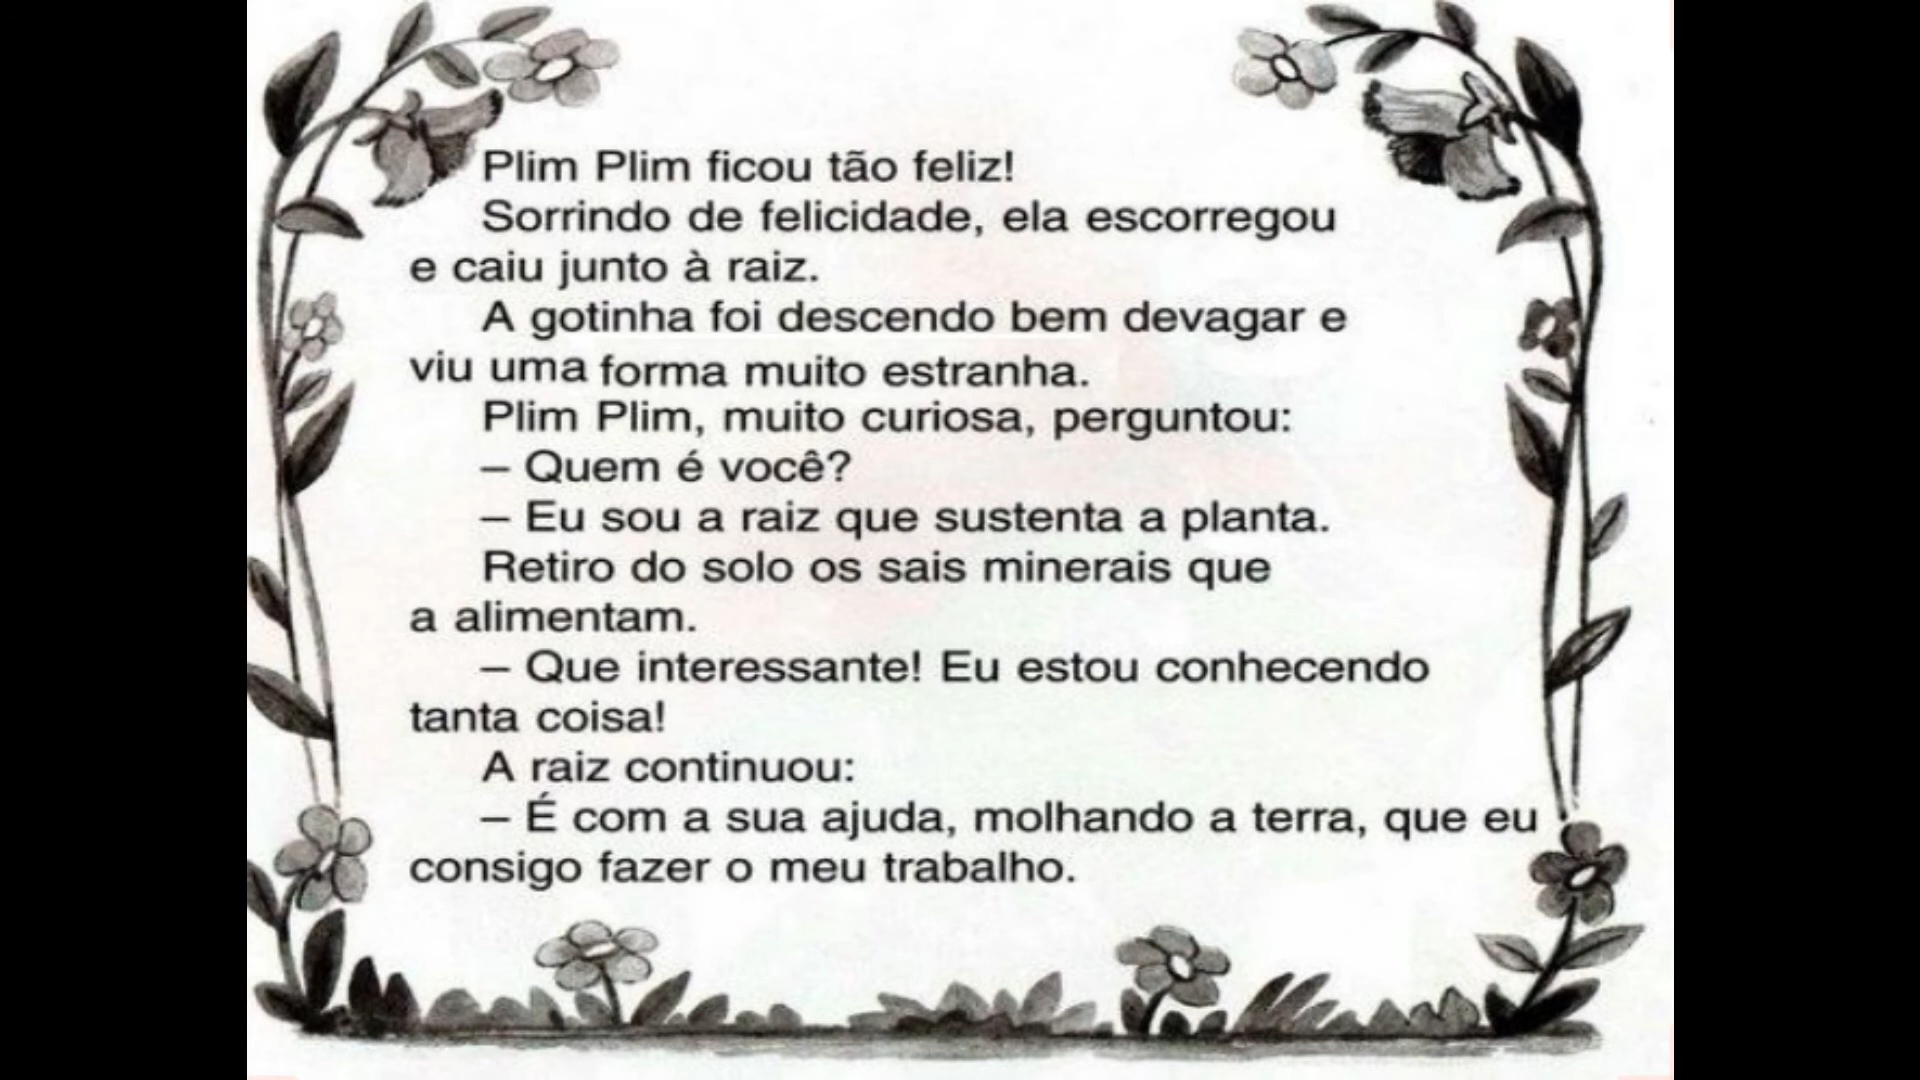 Plim Plim ficou tão feliz!
Sorrindo de felicidade, ela escorregou
e caiu junto à raiz.
A gotinha foi descendo bem devagar e
viu uma forma muito estranha.
Plim Plim, muito curiosa, perguntou:
– Quem é você?
– Eu sou a raiz que sustenta a planta.
Retiro do solo os sais minerais que
a alimentam.
– Que interessante! Eu estou conhecendo
tanta coisa!
A raiz continuou:
– É com a sua ajuda, molhando a terra, que eu
consigo fazer o meu trabalho.